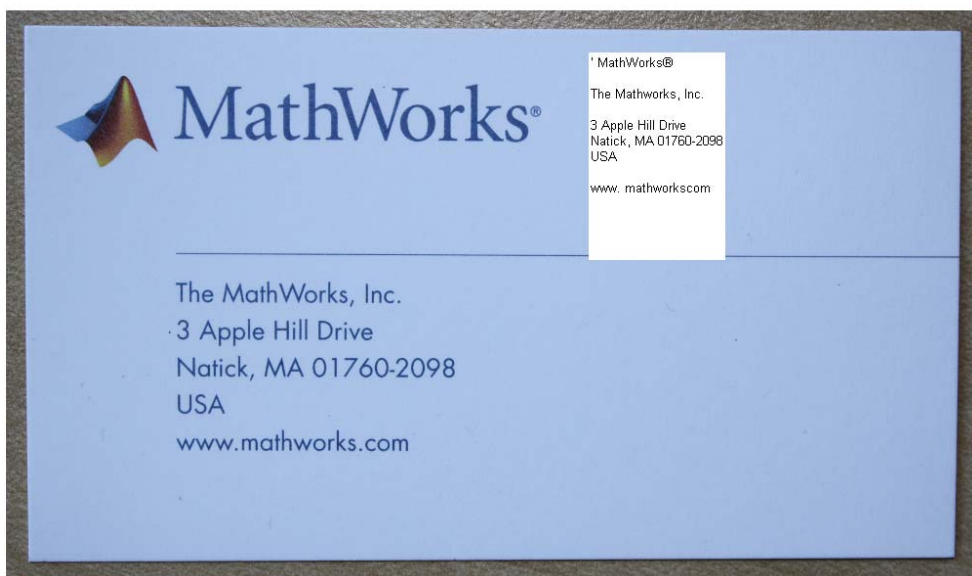 MathWorks®
' MathWorks®
The Mathworks, Inc.
3 Apple Hill Drive
Natick, MA 01760-2098
USA
www. mathworkscom
The MathWorks, Inc.
3 Apple Hill Drive
Natick, MA 01760-2098
USA
www.mathworks.com